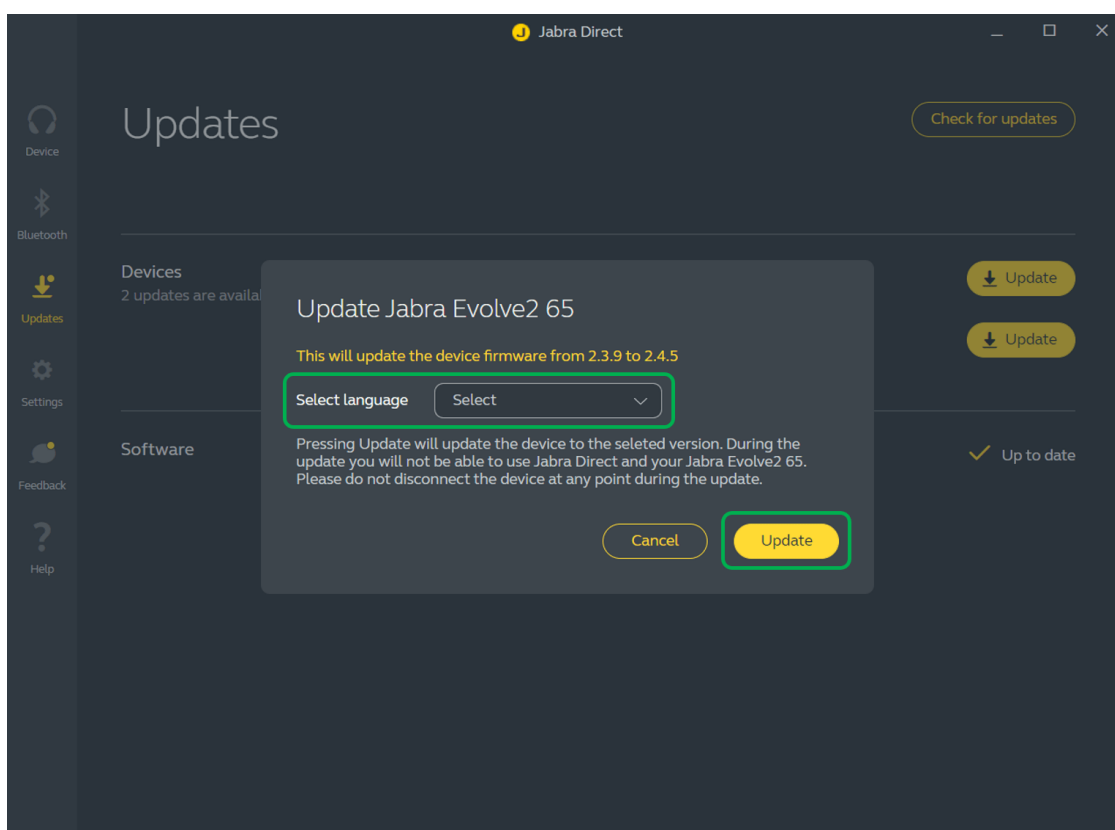 Jabra Direct
Device
Bluetooth
Updates
Settings
Feedback
Help
Updates
Check for updates
Devices
2 updates are
Update
Update
Software
Up to date
Update Jabra Evolve2 65
This will update the device firmware from 2.3.9 to 2.4.5
Select language
Select
Pressing Update will update the device to the seleted version. During the
update you will not be able to use Jabra Direct and your Jabra Evolve2 65.
Please do not disconnect the device at any point during the update.
Cancel
Update